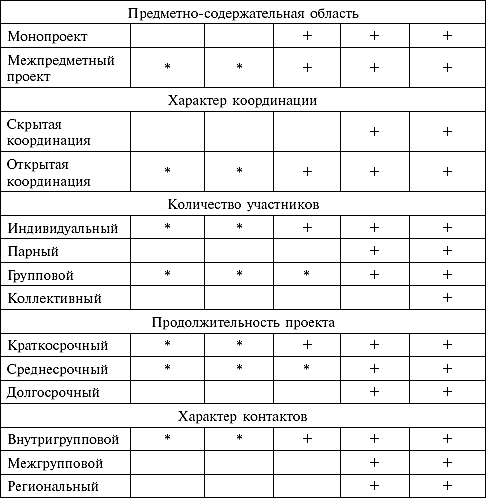 Предметно-содержательная область
Монопроект + + +
Межпредметный
проект * * + + +
Характер координации
Скрытая
координация + +
Открытая
координация * * + + +
Количество участников
Индивидуальный * * + + +
Парный + +
Групповой * * * + +
Коллективный +
Продолжительность проекта
Краткосрочный * * + + +
Среднесрочный * * * + +
Долгосрочный + +
Характер контактов
Внутригрупповой * * + + +
Межгрупповой + +
Региональный + +